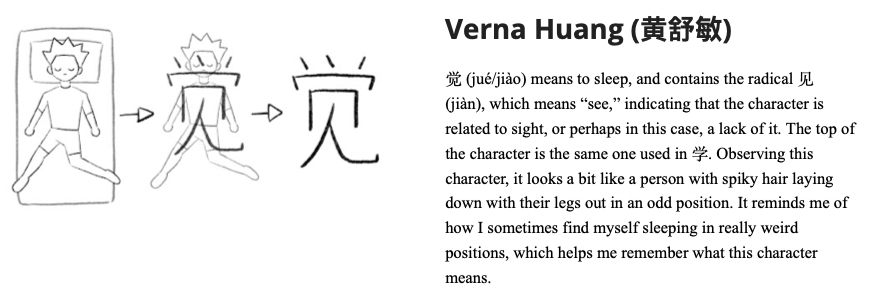 觉
觉
Verna Huang (黄舒敏)
觉 (jué/jiào) means to sleep, and contains the radical 见
(jiàn), which means “see,” indicating that the character is
related to sight, or perhaps in this case, a lack of it. The top of
the character is the same one used in 学. Observing this
character, it looks a bit like a person with spiky hair laying
down with their legs out in an odd position. It reminds me of
how I sometimes find myself sleeping in really weird
positions, which helps me remember what this character
means.